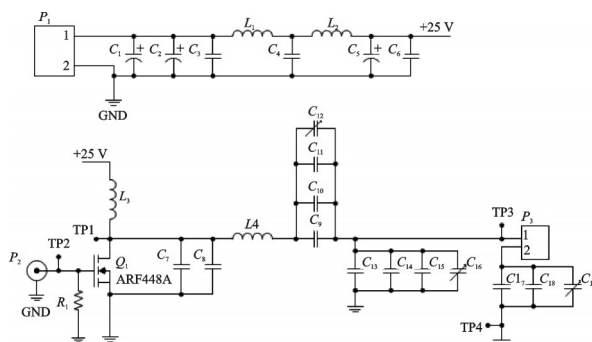 P1
L1
L2
+25 V
1
2
C1
+
C2
+
C3
C4
C5
+
C6
GND
C12
C11
C10
C9
+25 V
L3
TP1
L4
TP3
P3
1
2
TP2
P2
Q1
ARF448A
C7
C8
C13
C14
C15
C16
C17
C18
R1
GND
TP4